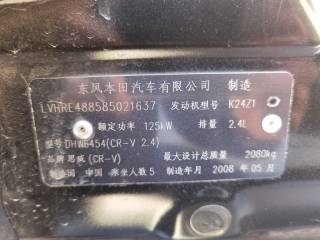 东风本田汽车有限公司 制造
LVHRE488585021637 发动机型号 K24Z1
额定功率 125kW 排量 2.4L
型号 DHW6454(CR-V 2.4)
品牌 思威(CR-V) 最大设计总质量 2080kg
制造国 中国 乘坐人数 5 制造年月 2008 年 05 月